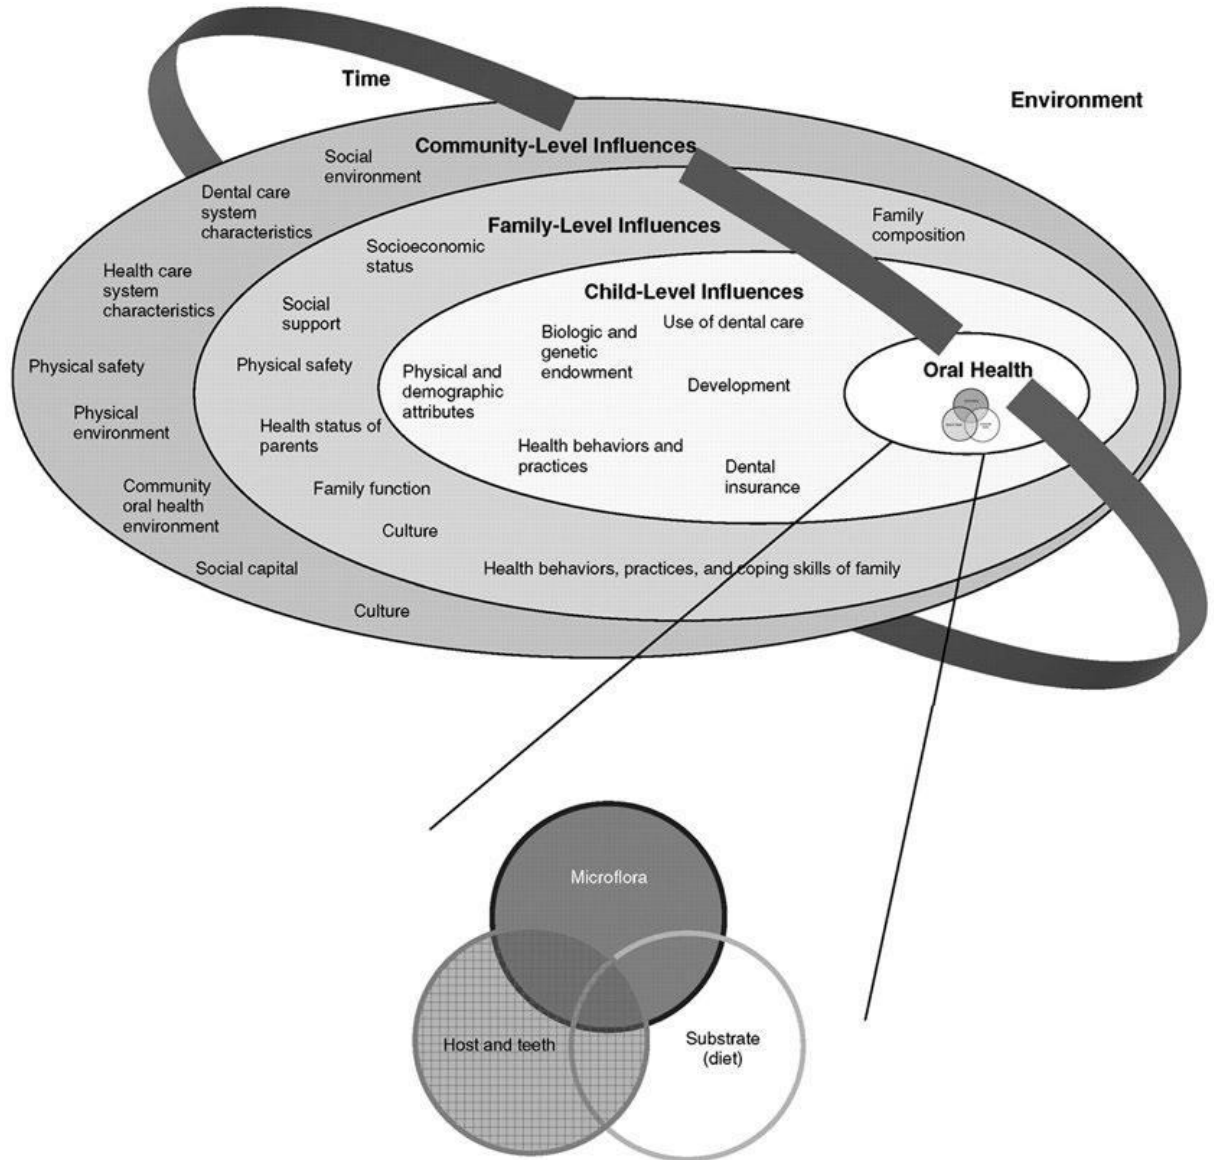 Time
Environment
Community-Level Influences
Social
environment
Dental care
system
characteristics
Health care
system
characteristics
Physical safety
Physical
environment
Community
oral health
environment
Social capital
Culture
Family-Level Influences
Family
composition
Socioeconomic
status
Social
support
Physical safety
Health status of
parents
Family function
Culture
Health behaviors, practices, and coping skills of family
Child-Level Influences
Use of dental care
Biologic and
genetic
endowment
Physical and
demographic
attributes
Development
Health behaviors and
practices
Dental
insurance
Oral Health
Microflora
Host and teeth
Substrate
(diet)